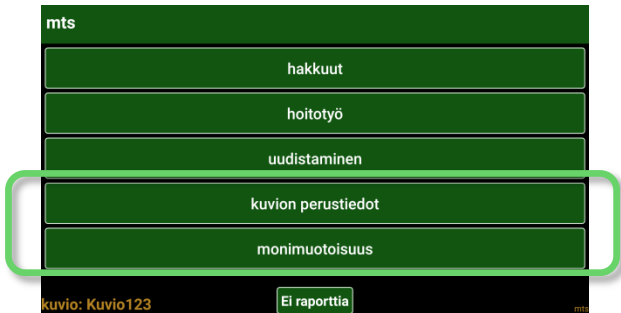 mts
hakkuut
hoitotyö
uudistaminen
kuvion perustiedot
monimuotoisuus
kuvio: Kuvio123
Ei raporttia
mts